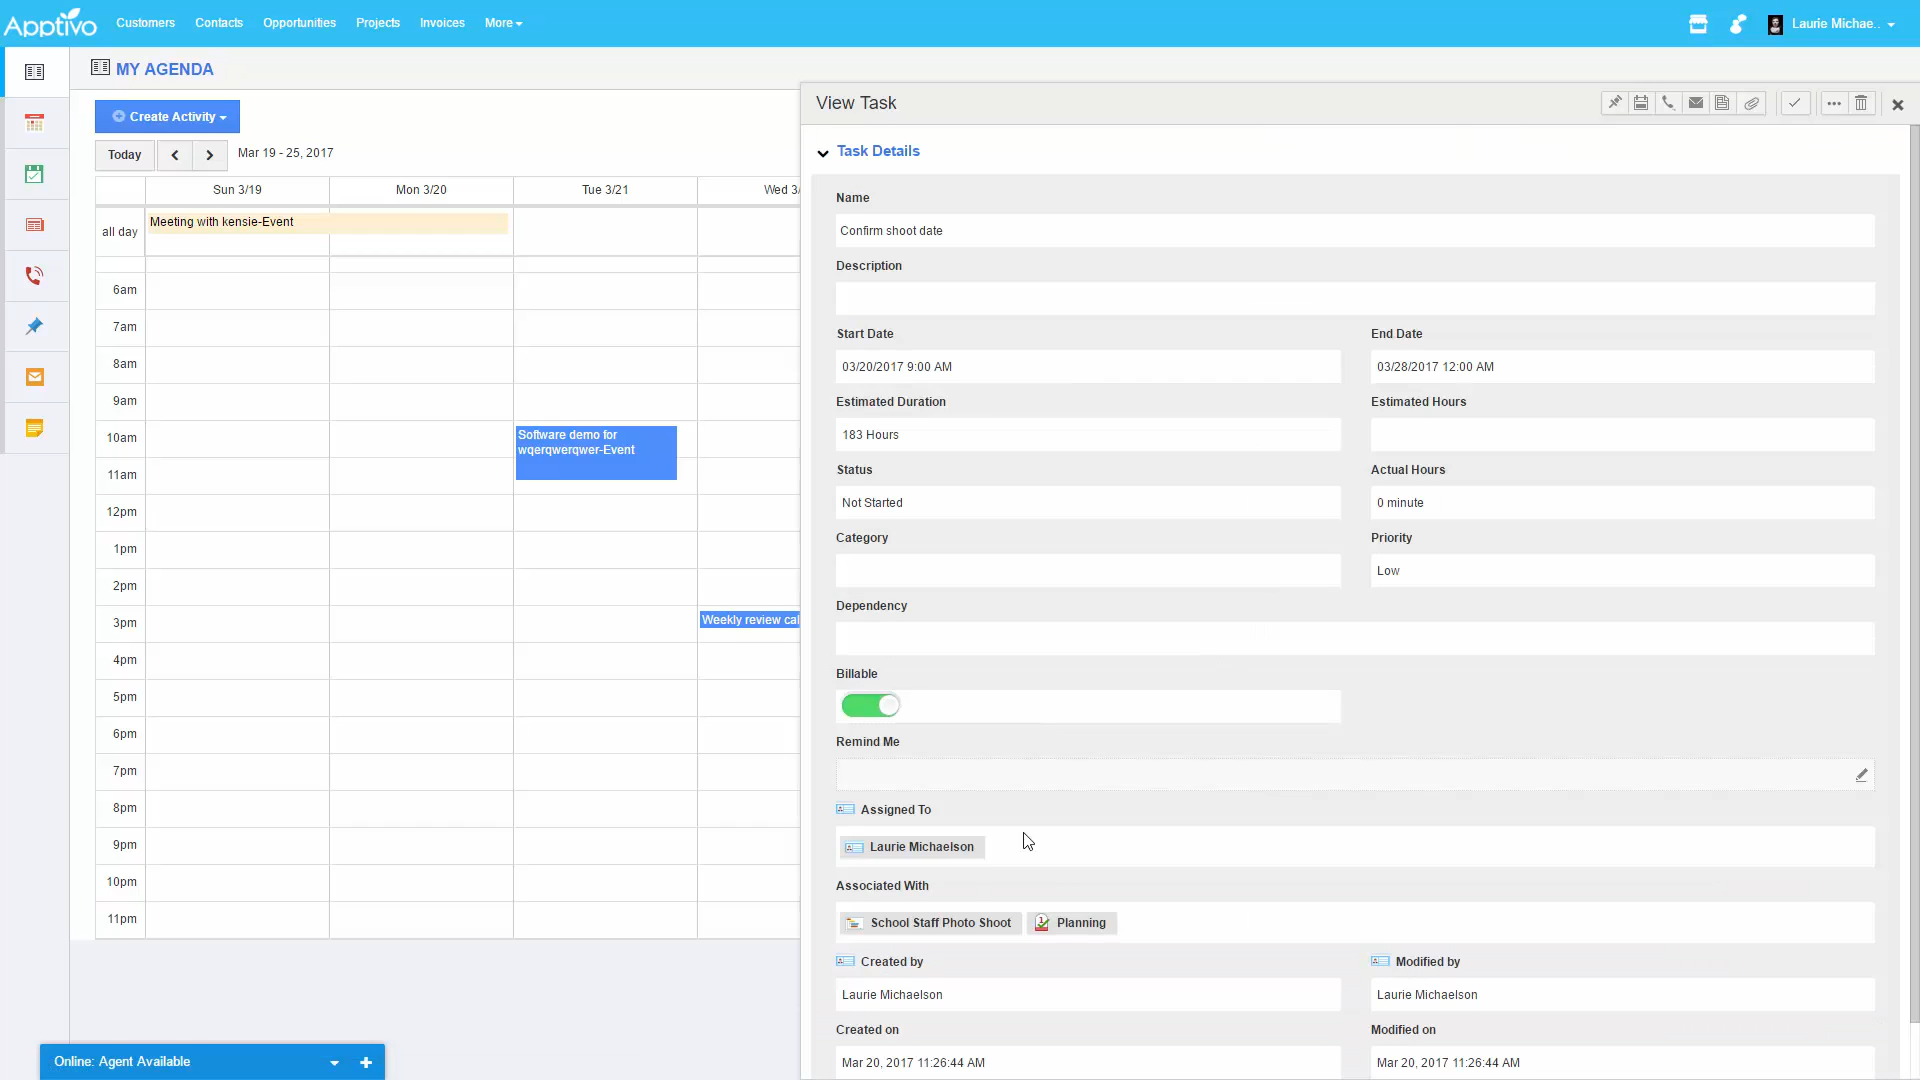 Apptivo
Customers
Contacts
Opportunities
Projects
Invoices
More
Laurie Michae..
MY AGENDA
Create Activity
Today
Mar 19 - 25, 2017
Sun 3/19
Mon 3/20
Tue 3/21
Wed 3/
all day
Meeting with kensie-Event
6am
7am
8am
9am
10am
Software demo for
wqerqwerqwer-Event
11am
12pm
1pm
2pm
3pm
Weekly review cal
4pm
5pm
6pm
7pm
8pm
9pm
10pm
11pm
View Task
Task Details
Name
Confirm shoot date
Description
Start Date
End Date
03/20/2017 9:00 AM
03/28/2017 12:00 AM
Estimated Duration
Estimated Hours
183 Hours
Status
Actual Hours
Not Started
0 minute
Category
Priority
Low
Dependency
Billable
Remind Me
Assigned To
Laurie Michaelson
Associated With
School Staff Photo Shoot
Planning
Created by
Modified by
Laurie Michaelson
Laurie Michaelson
Created on
Modified on
Mar 20, 2017 11:26:44 AM
Mar 20, 2017 11:26:44 AM
Online: Agent Available